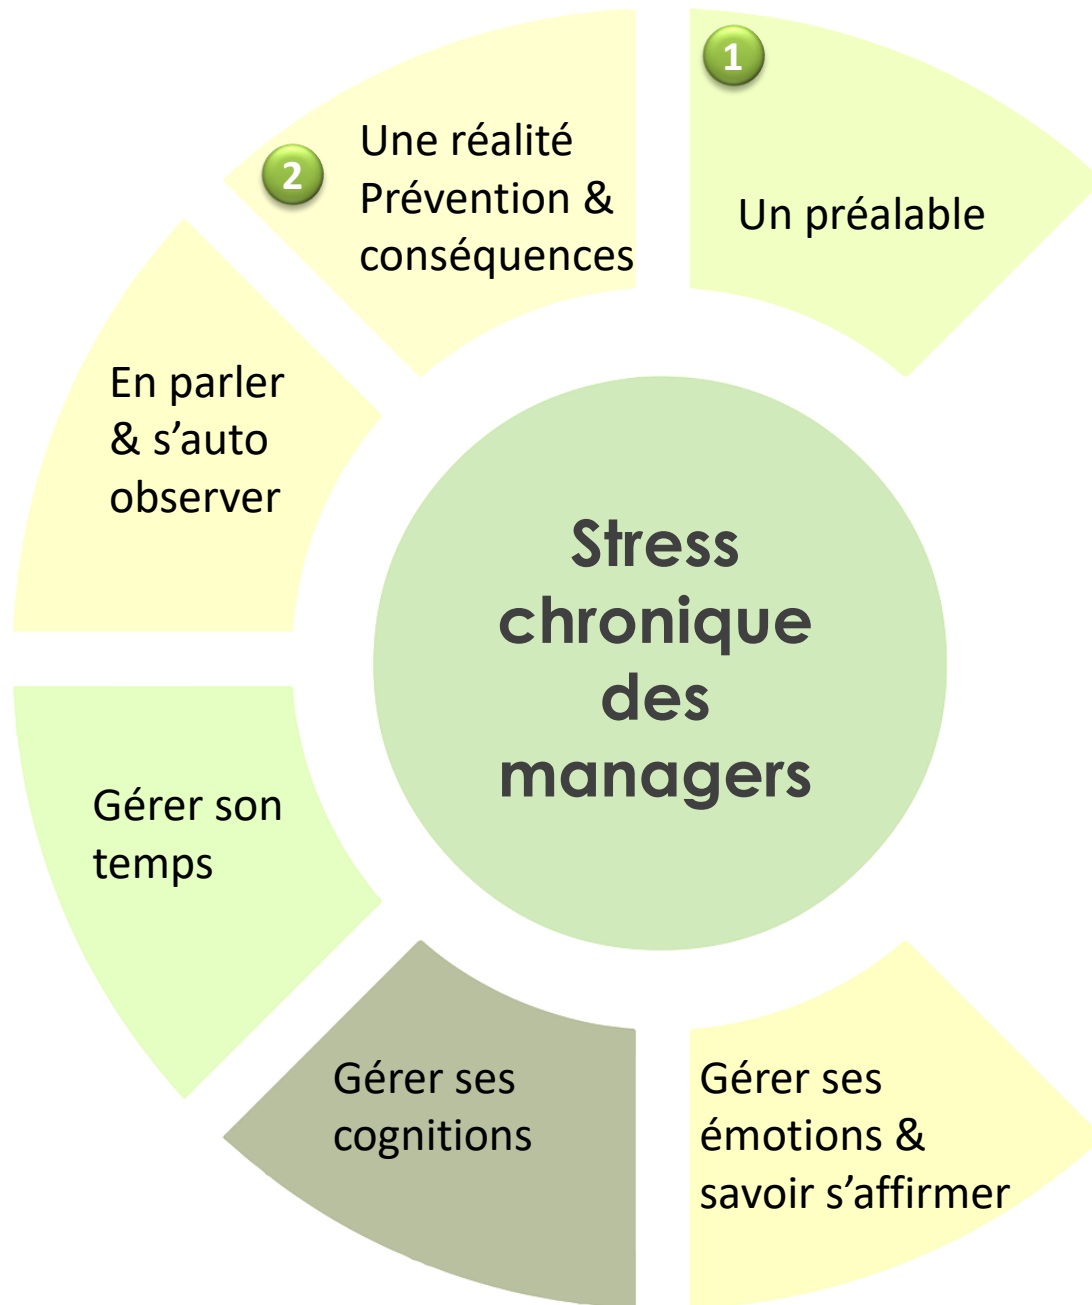 1
Un préalable
2
Une réalité
Prévention &
conséquences
En parler
& s’auto
observer
Gérer son
temps
Gérer ses
cognitions
Gérer ses
émotions &
savoir s’affirmer
Stress
chronique
des
managers